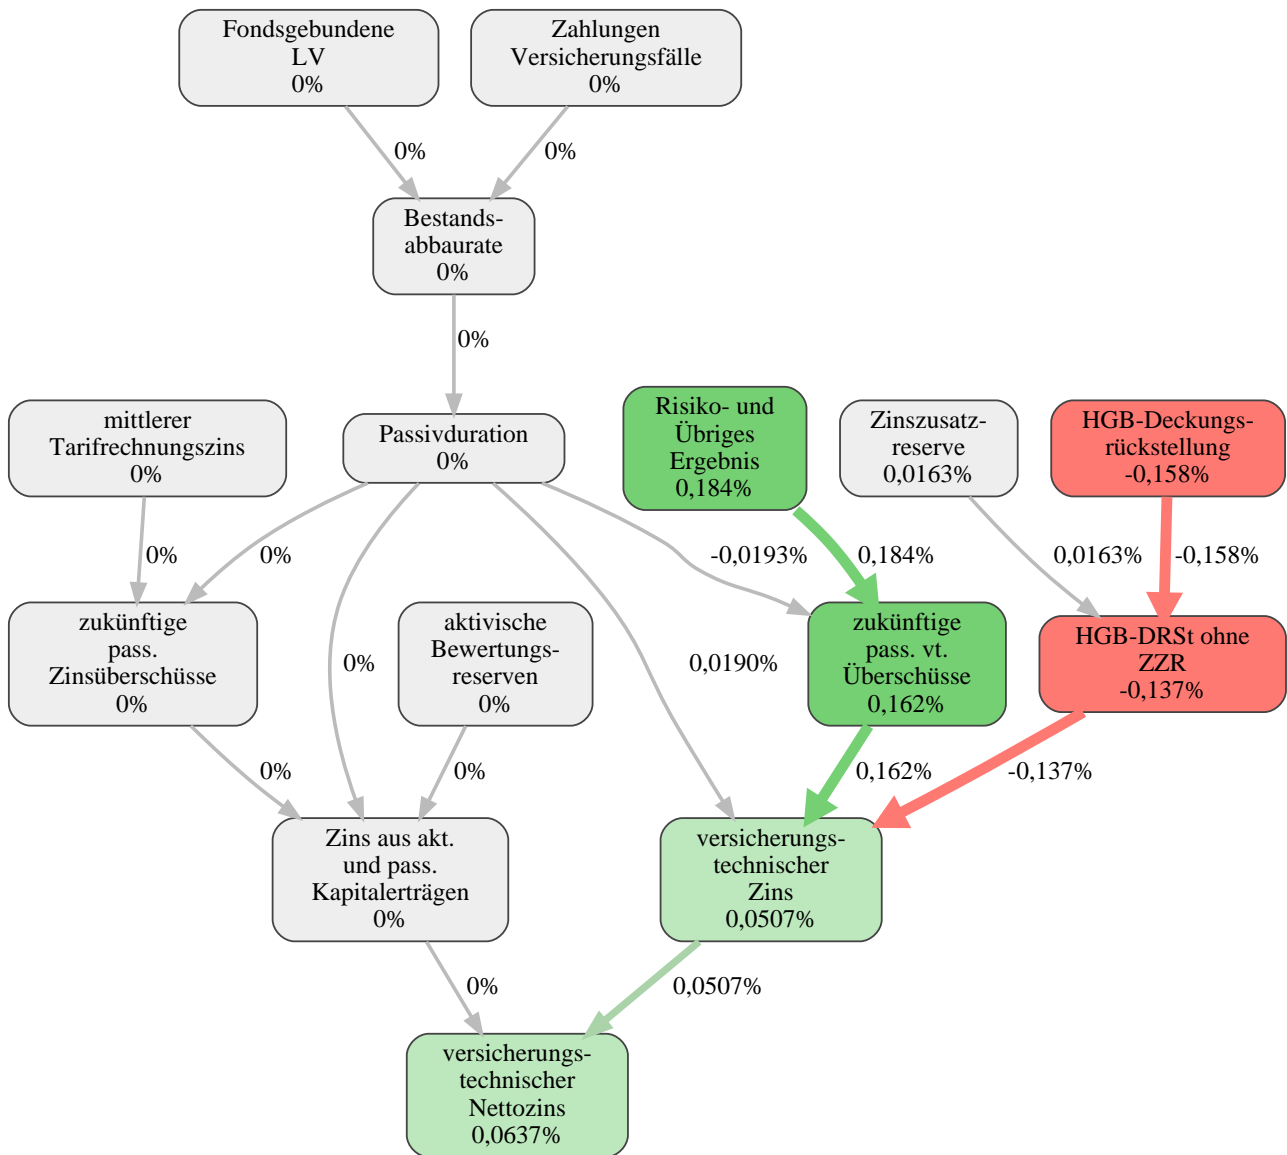 Fondsgebundene
LV
0%
Zahlungen
Versicherungsfälle
0%
0%
0%
Bestands-
abbaurate
0%
0%
mittlerer
Tarifrechnungszins
0%
Passivduration
0%
Risiko- und
Übriges
Ergebnis
0,184%
Zinszusatz-
reserve
0,0163%
HGB-Deckungs-
rückstellung
-0,158%
0%
0%
-0,0193%
0,184%
0,0163%
-0,158%
zukünftige
pass.
Zinsüberschüsse
0%
aktivische
Bewertungs-
reserven
0%
zukünftige
pass. vt.
Überschüsse
0,162%
HGB-DRSt ohne
ZZR
-0,137%
0%
0,0190%
0%
0%
0,162%
-0,137%
Zins aus akt.
und pass.
Kapitalerträgen
0%
versicherungs-
technischer
Zins
0,0507%
0%
0,0507%
versicherungs-
technischer
Nettozins
0,0637%